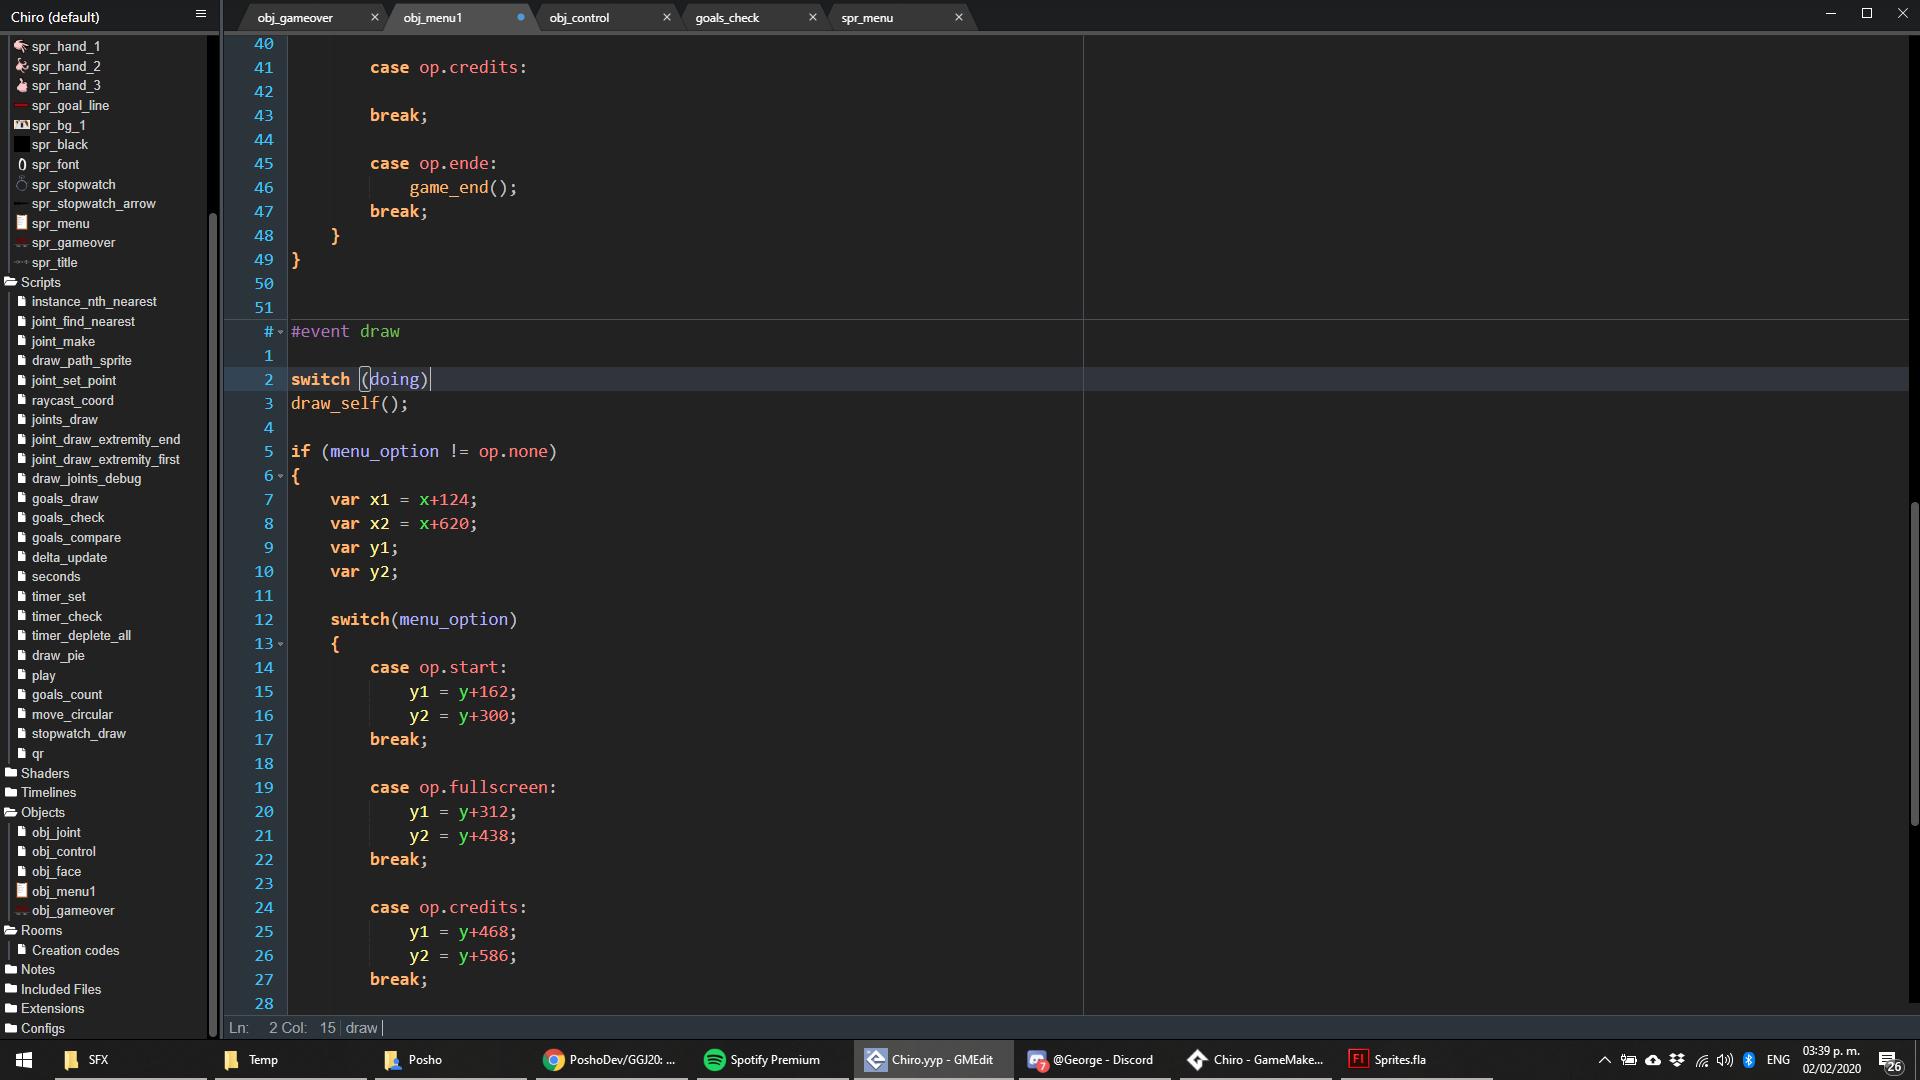 Chiro (default)
obj_gameover
obj_menu1
obj_control
goals_check
spr_menu
spr_hand_1
spr_hand_2
spr_hand_3
spr_goal_line
spr_bg_1
spr_black
spr_font
spr_stopwatch
spr_stopwatch_arrow
spr_menu
spr_gameover
spr_title
Scripts
instance_nth_nearest
joint_find_nearest
joint_make
draw_path_sprite
joint_set_point
raycast_coord
joints_draw
joint_draw_extremity_end
joint_draw_extremity_first
draw_joints_debug
goals_draw
goals_check
goals_compare
delta_update
seconds
timer_set
timer_check
timer_deplete_all
draw_pie
play
goals_count
move_circular
stopwatch_draw
qr
Shaders
Timelines
Objects
obj_joint
obj_control
obj_face
obj_menu1
obj_gameover
Rooms
Creation codes
Notes
Included Files
Extensions
Configs
40
41 case op.credits:
42
43 break;
44
45 case op.ende:
46 game_end();
47 break;
48 }
49 }
50
51
# #event draw
1
2 switch (doing)
3 draw_self();
4
5 if (menu_option != op.none)
6 {
7 var x1 = x+124;
8 var x2 = x+620;
9 var y1;
10 var y2;
11
12 switch(menu_option)
13 {
14 case op.start:
15 y1 = y+162;
16 y2 = y+300;
17 break;
18
19 case op.fullscreen:
20 y1 = y+312;
21 y2 = y+438;
22 break;
23
24 case op.credits:
25 y1 = y+468;
26 y2 = y+586;
27 break;
28
Ln: 2 Col: 15 draw
SFX
Temp
Posho
PoshoDev/GGJ20: ...
Spotify Premium
Chiro.yyp - GMEdit
7
@George - Discord
Chiro - GameMake...
Fl
Sprites.fla
ENG
03:39 p. m.
02/02/2020
26